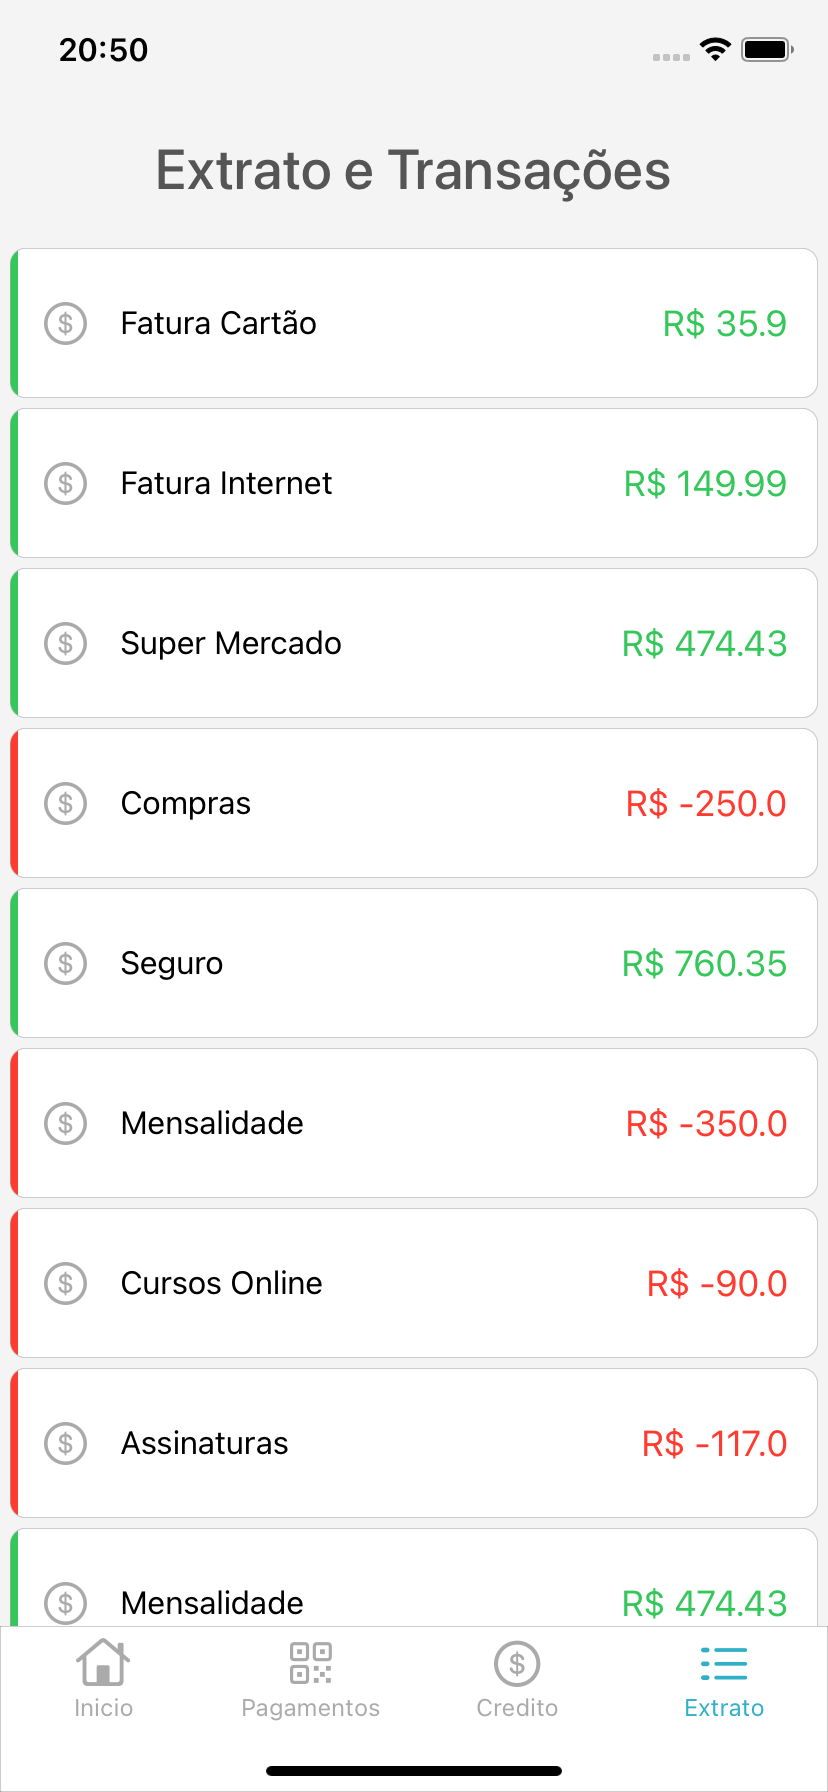 20:50
Extrato e Transações
Fatura Cartão R$ 35.9
Fatura Internet R$ 149.99
Super Mercado R$ 474.43
Compras R$ -250.0
Seguro R$ 760.35
Mensalidade R$ -350.0
Cursos Online R$ -90.0
Assinaturas R$ -117.0
Mensalidade R$ 474.43
Inicio Pagamentos Credito Extrato